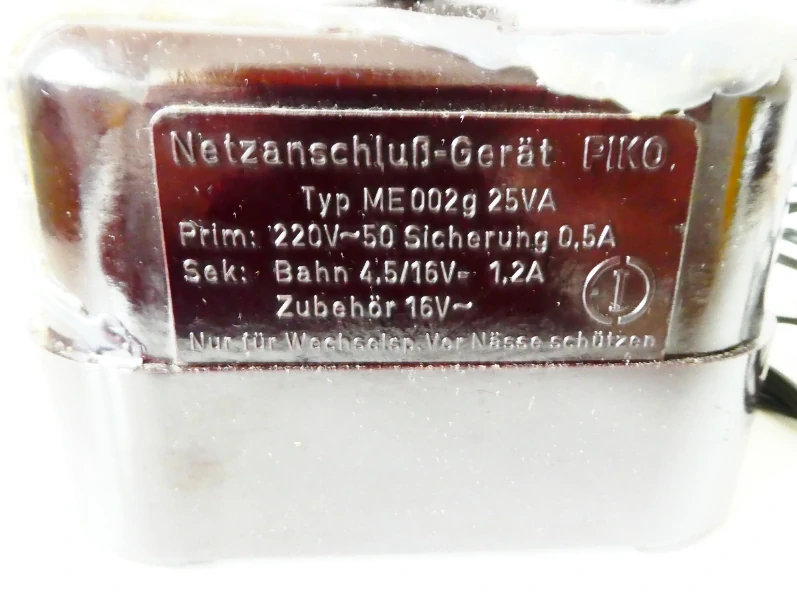 Netzanschluß-Gerät PIKO
Typ ME 002g 25VA
Prim: 220V~50 Sicherung 0,5A
Sek: Bahn 4,5/16V= 1,2A
Zubehör 16V~
Nur für Wechselsp. Vor Nässe schützen